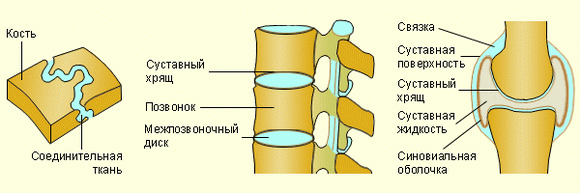 Кость
Соединительная
ткань
Суставный
хрящ
Позвонок
Межпозвоночный
диск
Связка
Суставная
поверхность
Суставный
хрящ
Суставная
жидкость
Синовиальная
оболочка